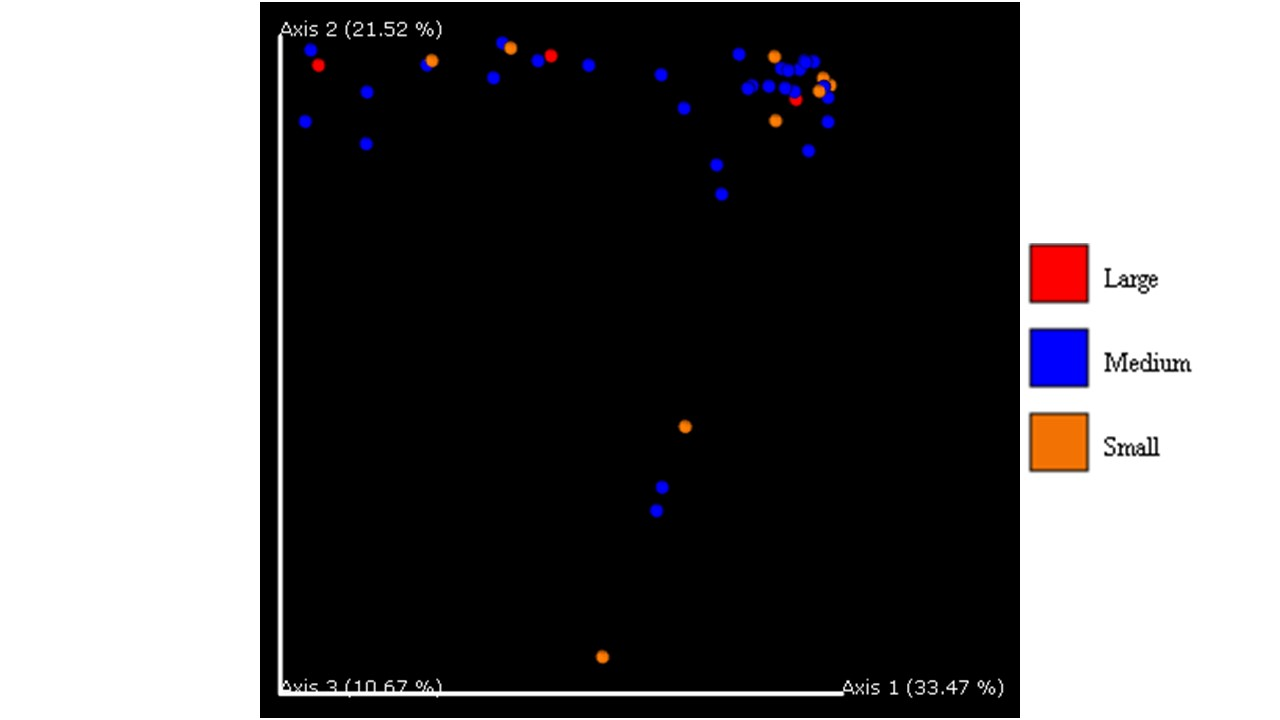 Axis 2 (21.52 %)
Large
Medium
Small
Axis 3 (10.67 %)
Axis 1 (33.47 %)